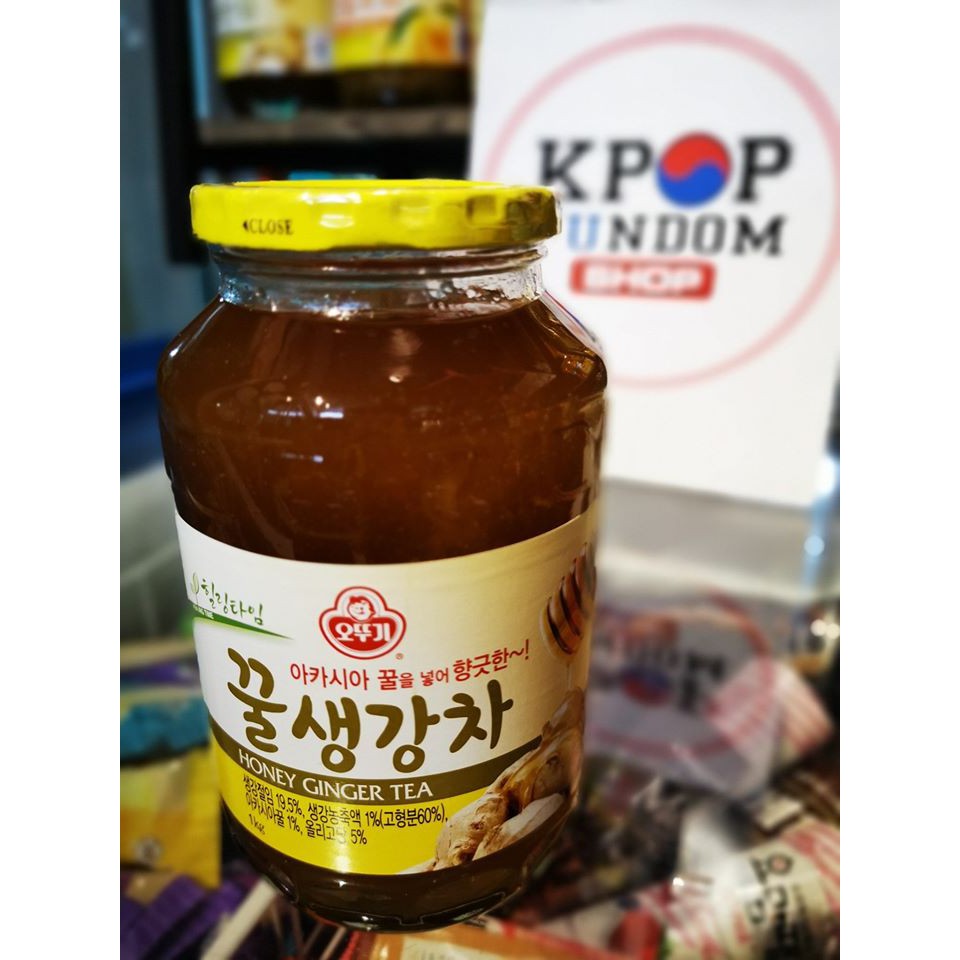 KPOP
UNDOM
SHOP
◄CLOSE
힐링타임
오뚜기
®
아카시아 꿀을 넣어 향긋한~!
꿀생강차
HONEY GINGER TEA
생강절임 19.5%, 생강농축액 1%(고형분60%),
아카시아꿀 1%, 올리고당 5%